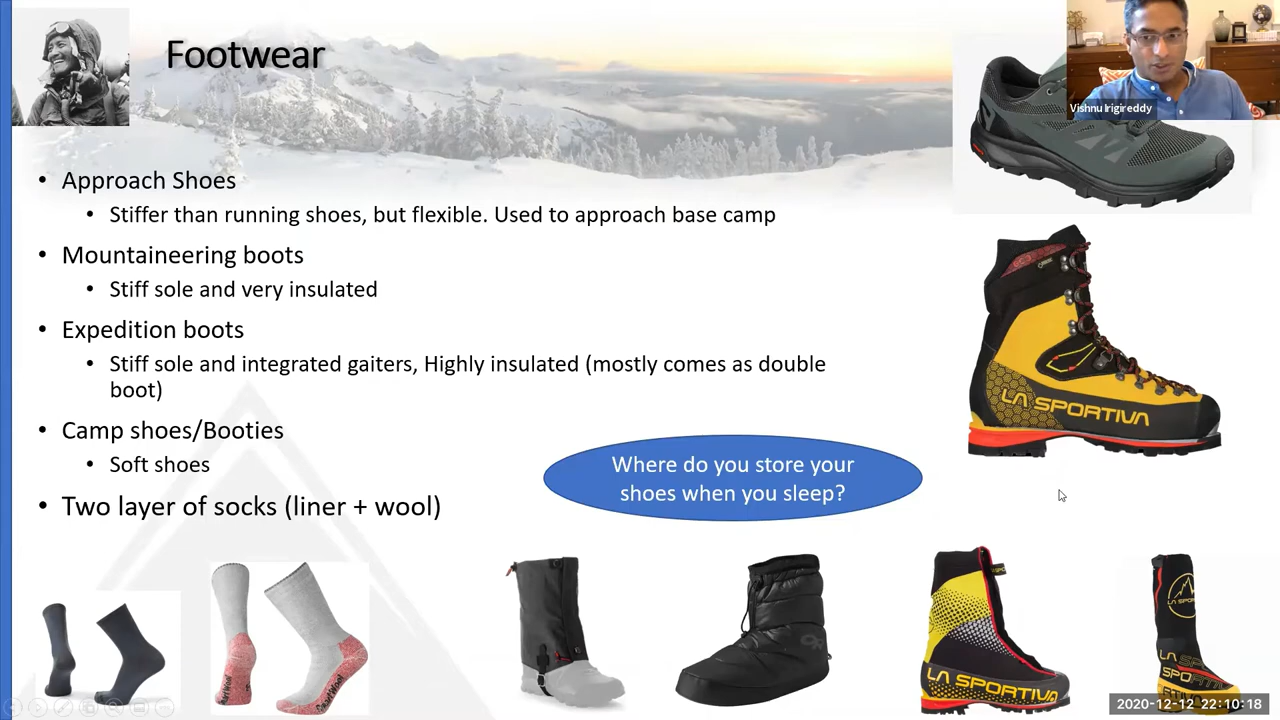 Footwear
Vishnu Irigireddy
• Approach Shoes
• Stiffer than running shoes, but flexible. Used to approach base camp
• Mountaineering boots
• Stiff sole and very insulated
• Expedition boots
• Stiff sole and integrated gaiters, Highly insulated (mostly comes as double
boot)
• Camp shoes/Booties
• Soft shoes
• Two layer of socks (liner + wool)
Where do you store your
shoes when you sleep?
LA SPORTIVA
LA SPORTIVA
2020-12-12 22:10:18